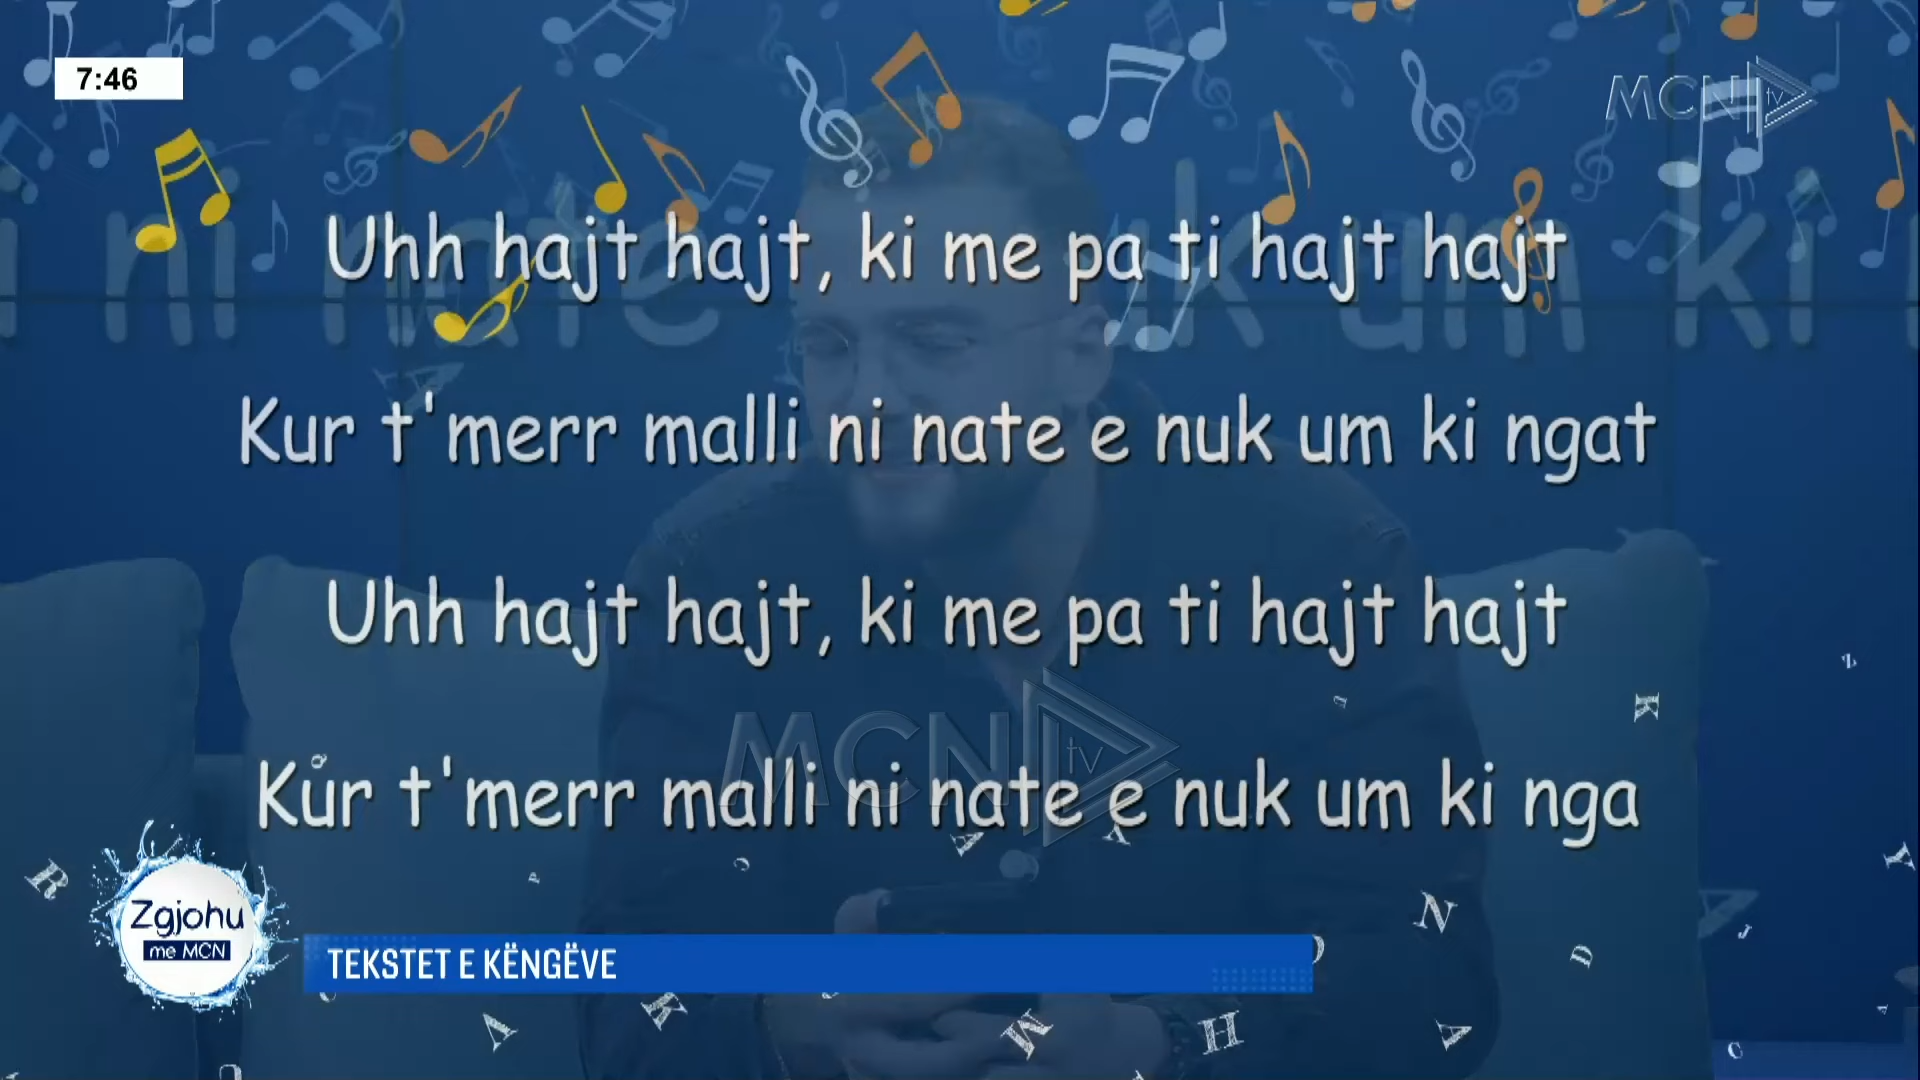 7:46
MCN tv
Uhh hajt hajt, ki me pa ti hajt hajt
Kur t'merr malli ni nate e nuk um ki ngat
Uhh hajt hajt, ki me pa ti hajt hajt
MCN tv
Kur t'merr malli ni nate e nuk um ki nga
Zgjohu
me MCN
TEKSTET E KËNGËVE